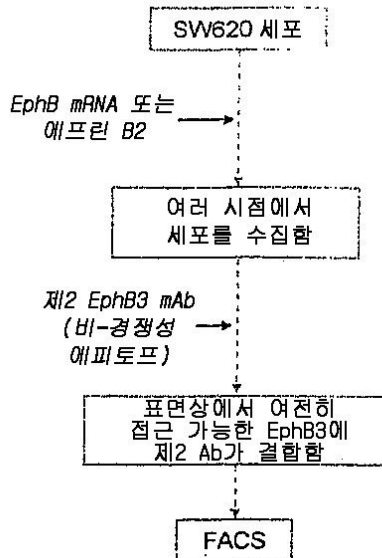 SW620 세포
EphB mRNA 또는
에프린 B2
여러 시점에서
세포를 수집함
제2 EphB3 mAb
(비-경쟁성
에피토프)
표면상에서 여전히
접근 가능한 EphB3에
제2 Ab가 결합함
FACS